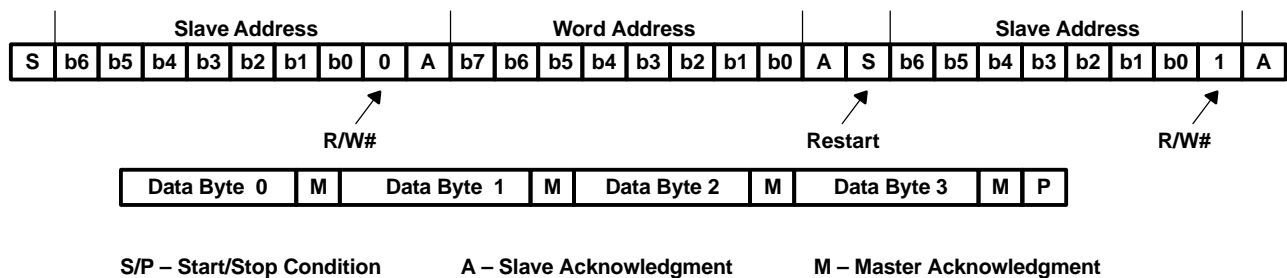 Slave Address Word Address Slave Address
S b6 b5 b4 b3 b2 b1 b0 0 A b7 b6 b5 b4 b3 b2 b1 b0 A S b6 b5 b4 b3 b2 b1 b0 1 A
R/W# Restart R/W#
Data Byte 0 M Data Byte 1 M Data Byte 2 M Data Byte 3 M P
S/P – Start/Stop Condition A – Slave Acknowledgment M – Master Acknowledgment